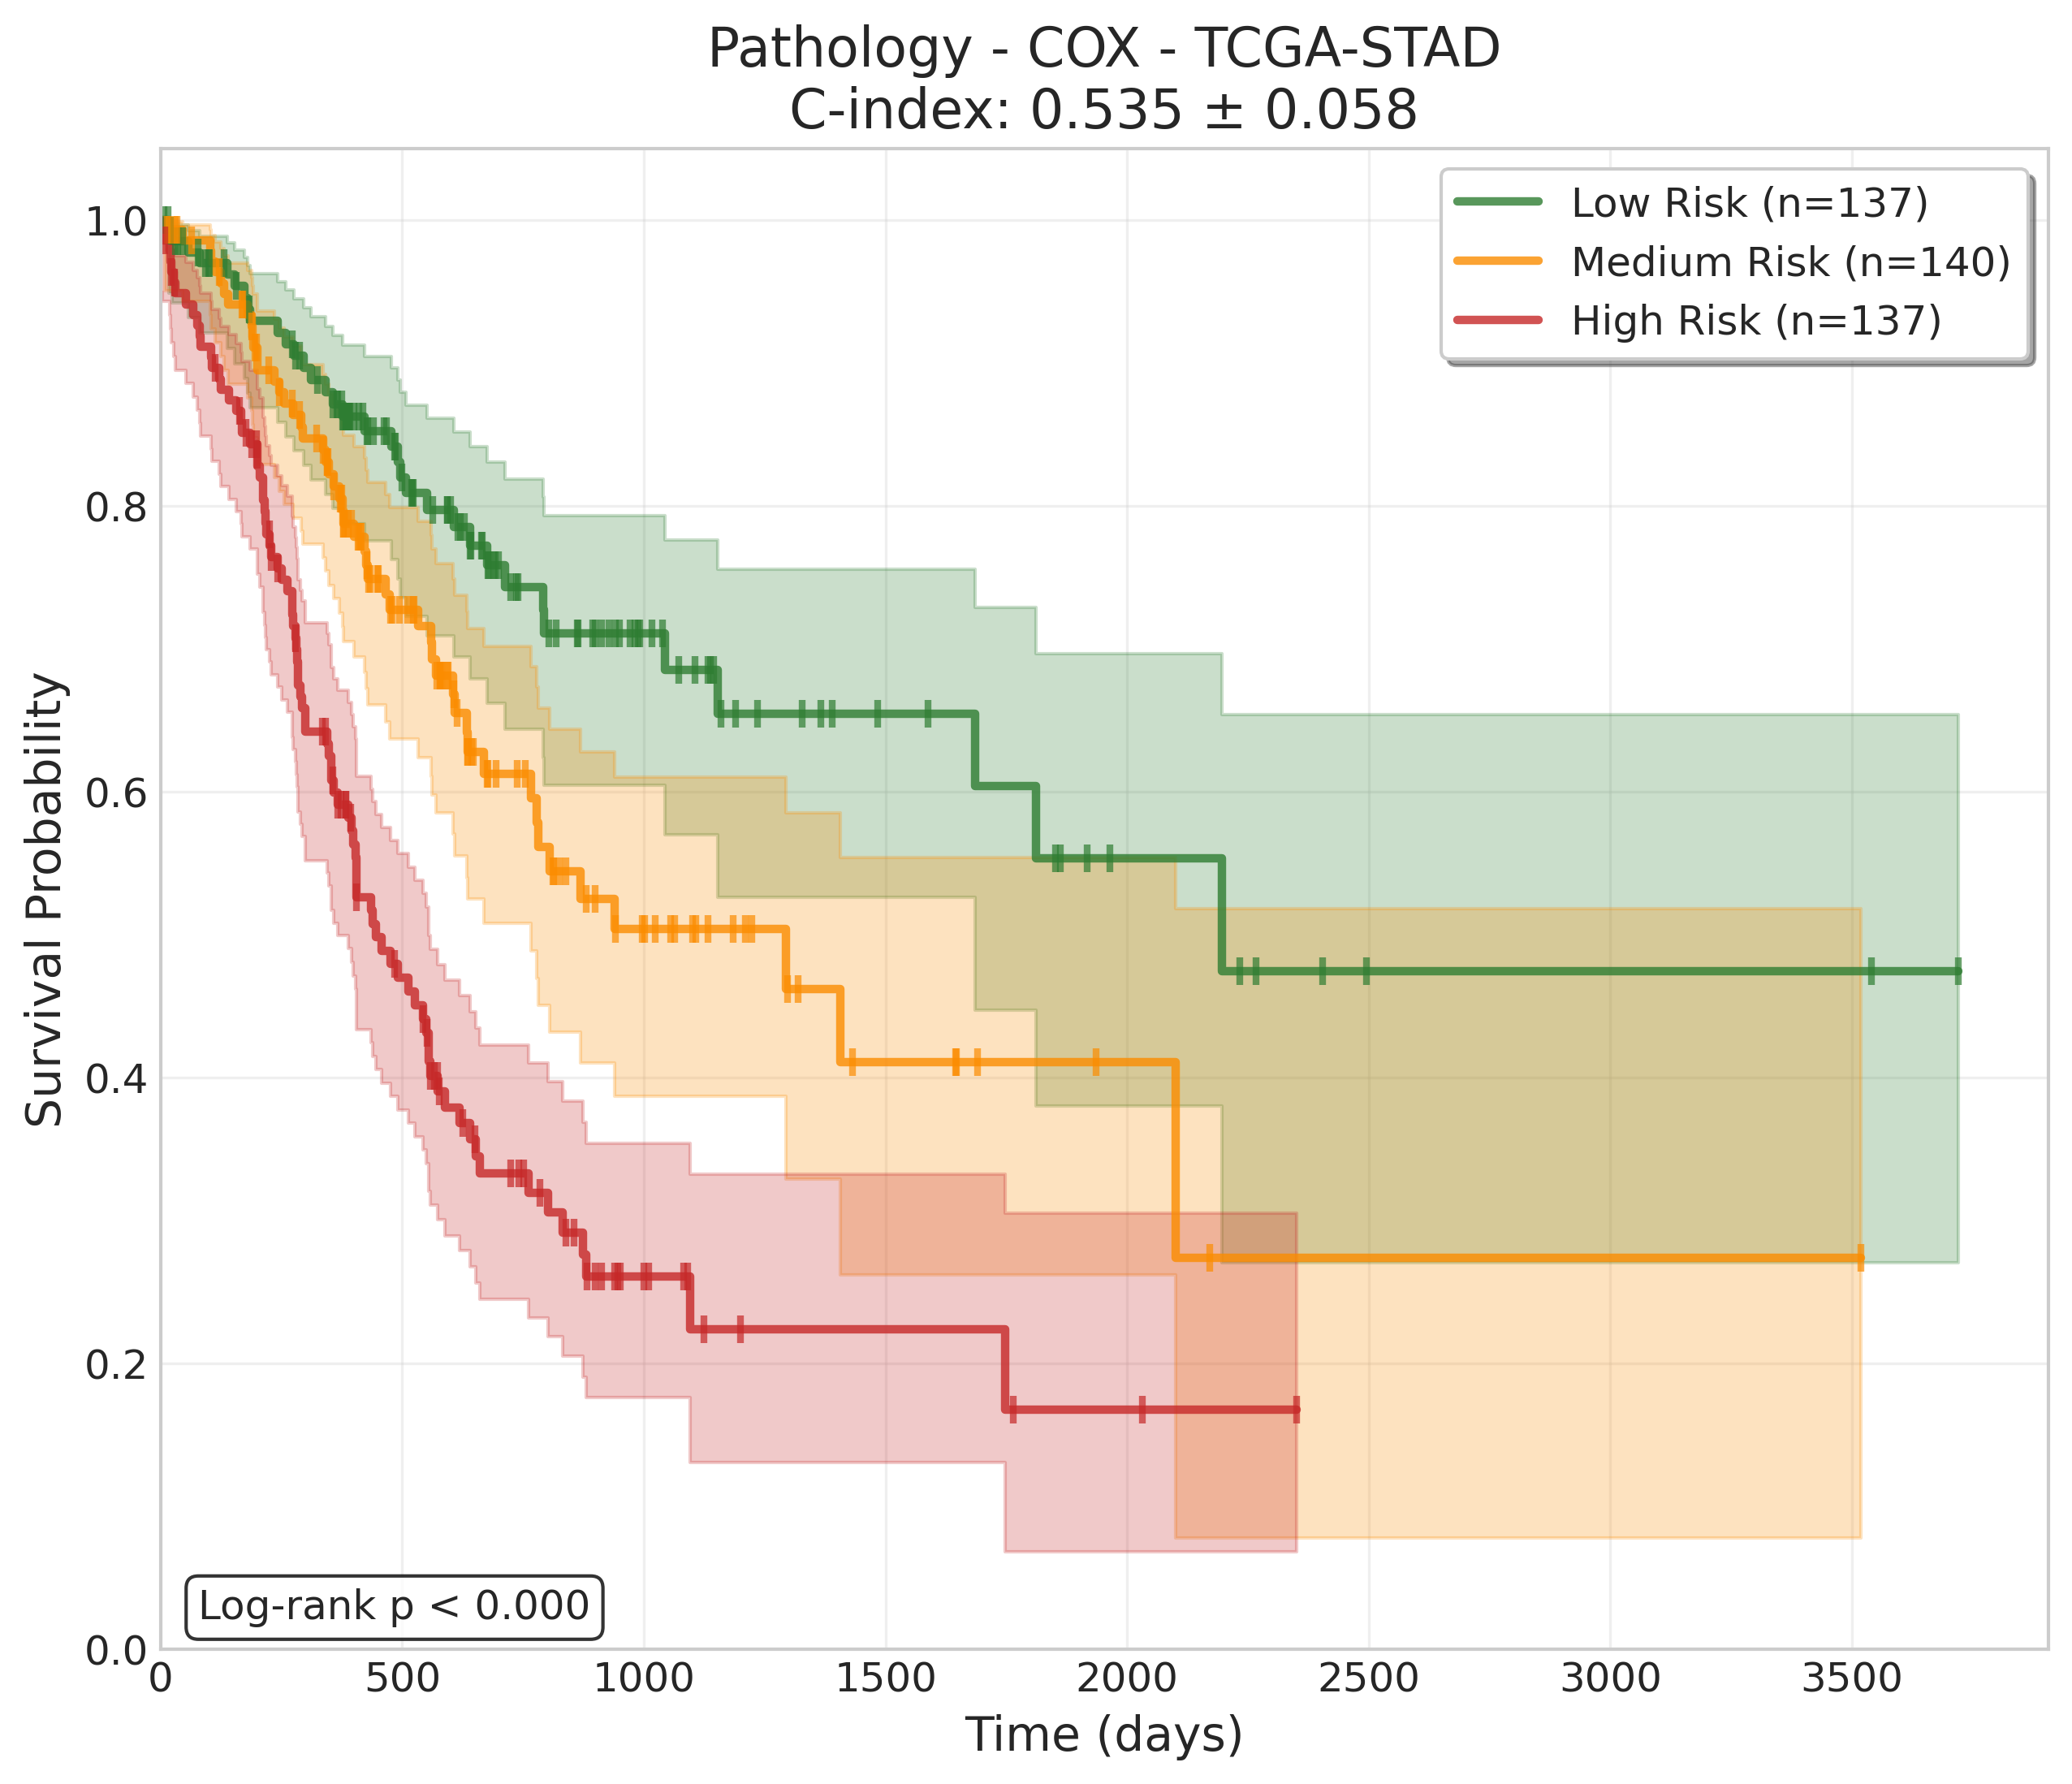 Pathology - COX - TCGA-STAD
C-index: 0.535 ± 0.058
Low Risk (n=137)
Medium Risk (n=140)
High Risk (n=137)
Survival Probability
1.0
0.8
0.6
0.4
0.2
0.0
Log-rank p < 0.000
0 500 1000 1500 2000 2500 3000 3500
Time (days)